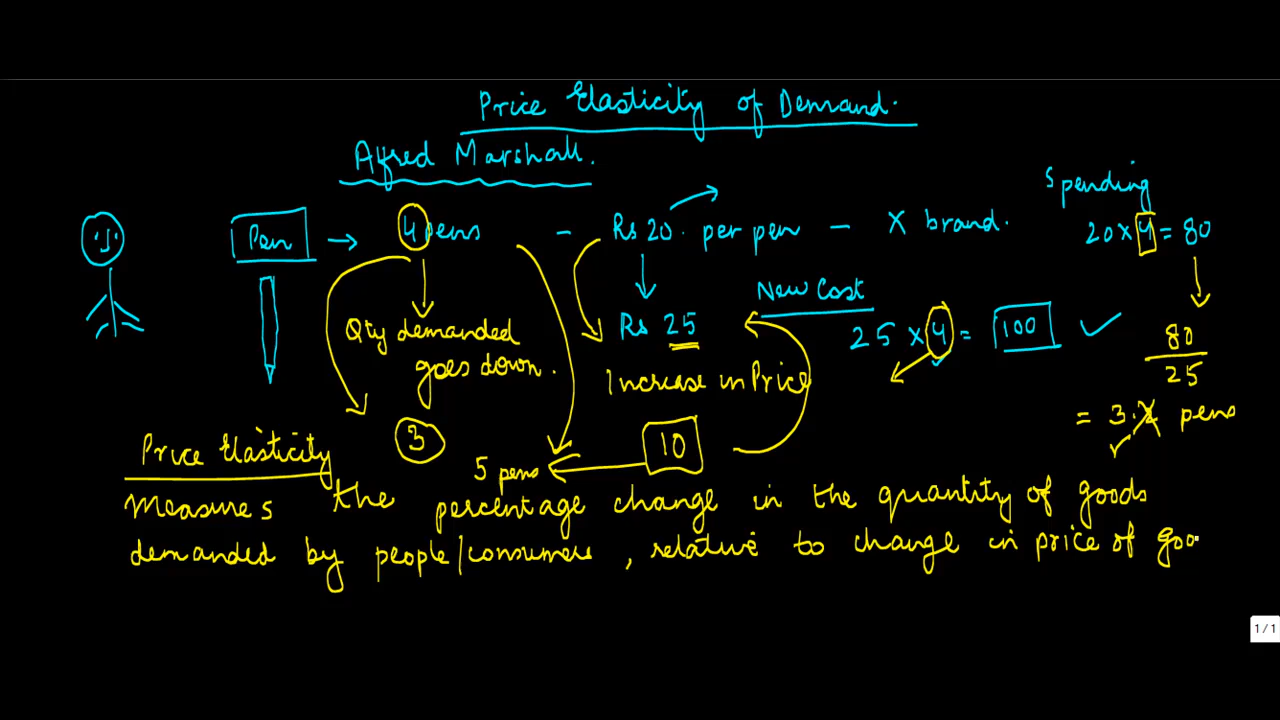 Price Elasticity of Demand.
Alfred Marshall.
Spending
Pen → 4 pens - Rs 20. per pen - X brand.
20 x 4 = 80
New Cost
Rs 25
25 x 4 = 100 ✓
80
25
Qty demanded
goes down.
Increase in Price
= 3.2 pens
3
10
5 pens
Price Elasticity
Measures the percentage change in the quantity of goods
demanded by people/consumers, relative to change in price of goo
1/1